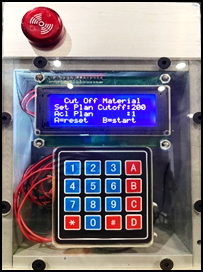 Cut Off Material
Set Plan Cutoff:200
Acl Plan :1
A=reset B=start
1 2 3 A
4 5 6 B
7 8 9 C
* 0 # D